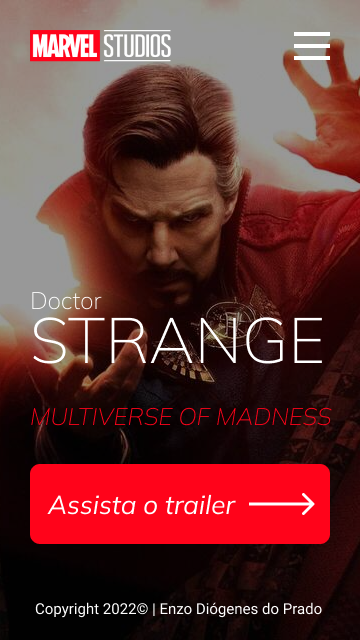 MARVEL STUDIOS
Doctor
STRANGE
MULTIVERSE OF MADNESS
Assista o trailer
Copyright 2022© | Enzo Diógenes do Prado